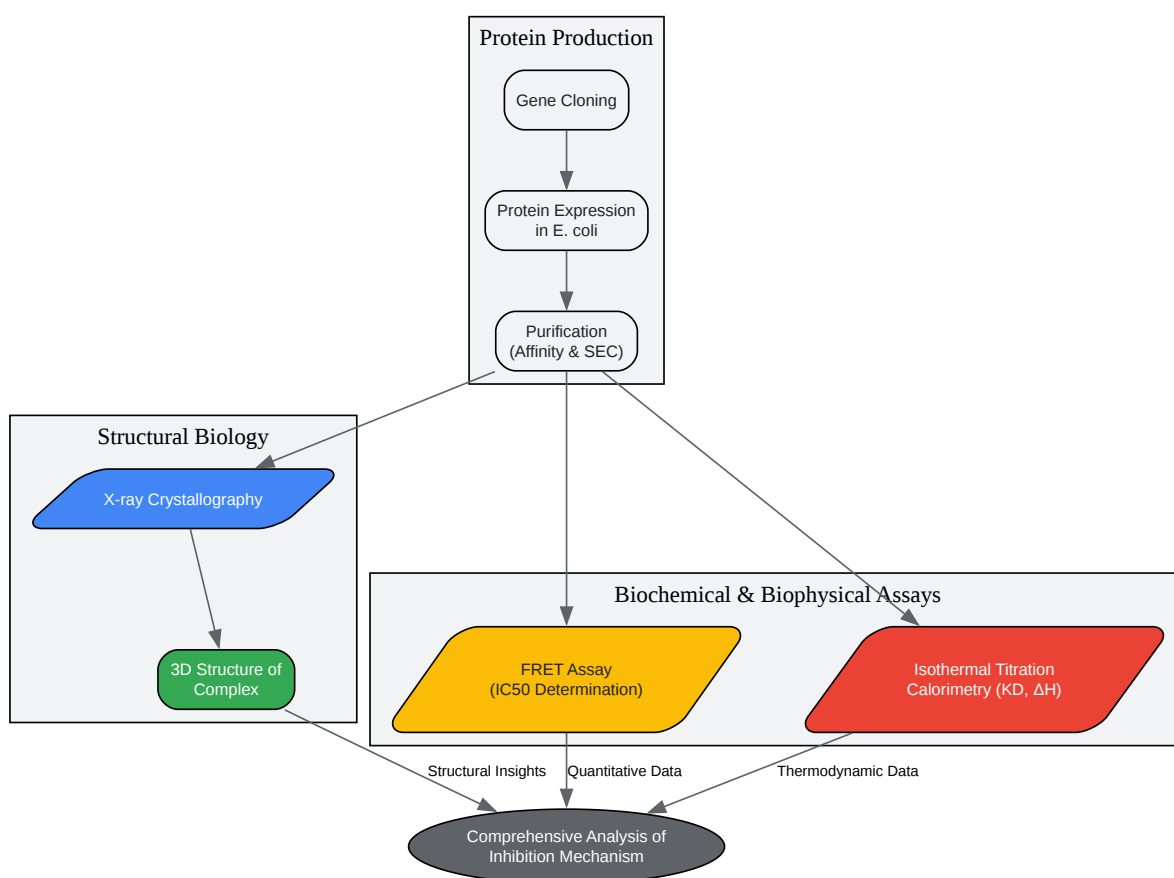 Protein Production
Gene Cloning
Protein Expression
in E. coli
Purification
(Affinity & SEC)
Structural Biology
X-ray Crystallography
3D Structure of
Complex
Biochemical & Biophysical Assays
FRET Assay
(IC50 Determination)
Isothermal Titration
Calorimetry (KD, ΔH)
Structural Insights
Quantitative Data
Thermodynamic Data
Comprehensive Analysis of
Inhibition Mechanism